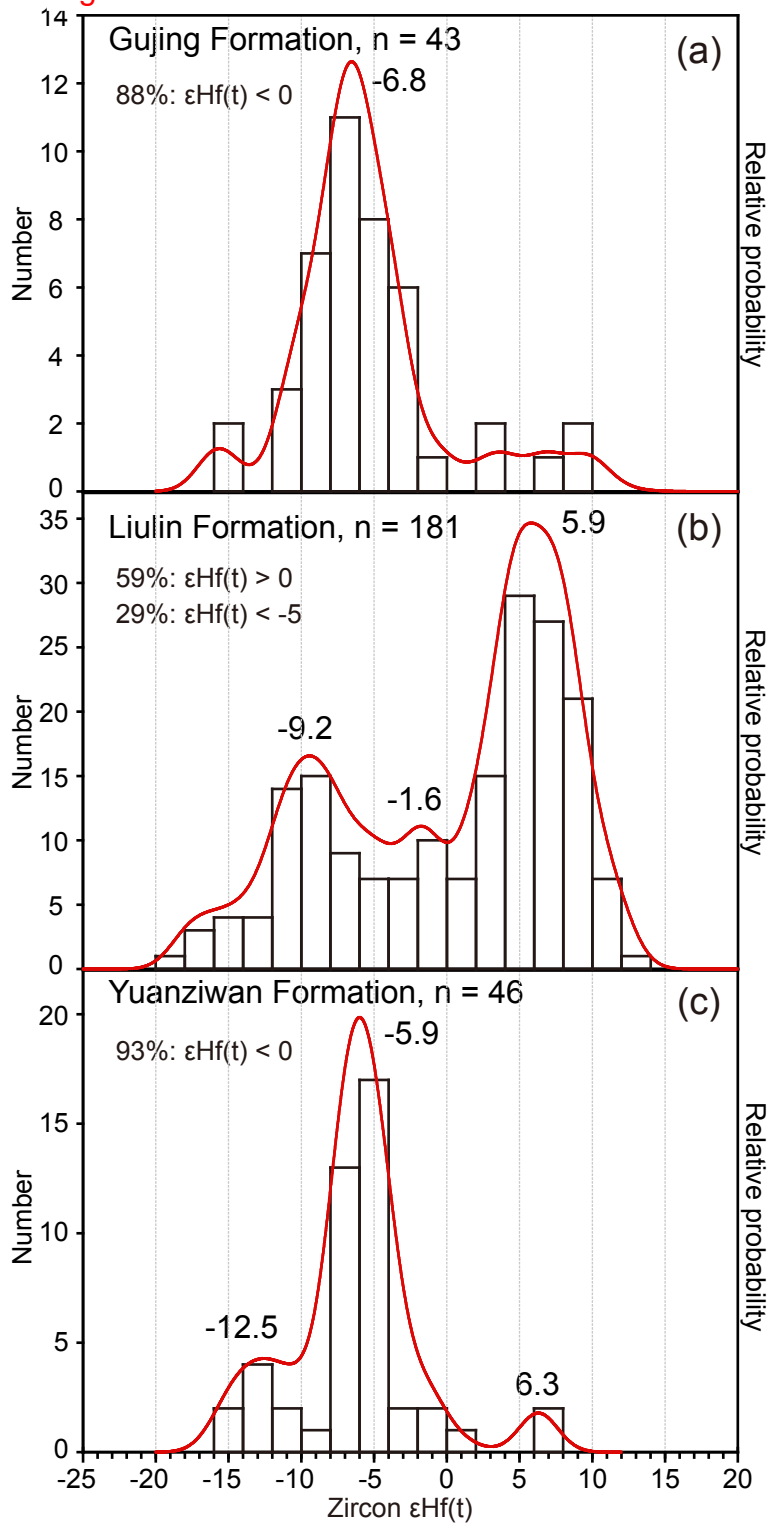 g
14
Gujing Formation, n = 43
(a)
-6.8
88%: εHf(t) < 0
12
10
8
6
4
2
0
Number
Relative probability
35
Liulin Formation, n = 181
5.9
(b)
59%: εHf(t) > 0
29%: εHf(t) < -5
30
25
20
15
10
5
0
-9.2
-1.6
Number
Relative probability
Yuanziwan Formation, n = 46
(c)
20
-5.9
93%: εHf(t) < 0
15
10
5
0
-12.5
6.3
Number
Relative probability
-25 -20 -15 -10 -5 0 5 10 15 20
Zircon εHf(t)